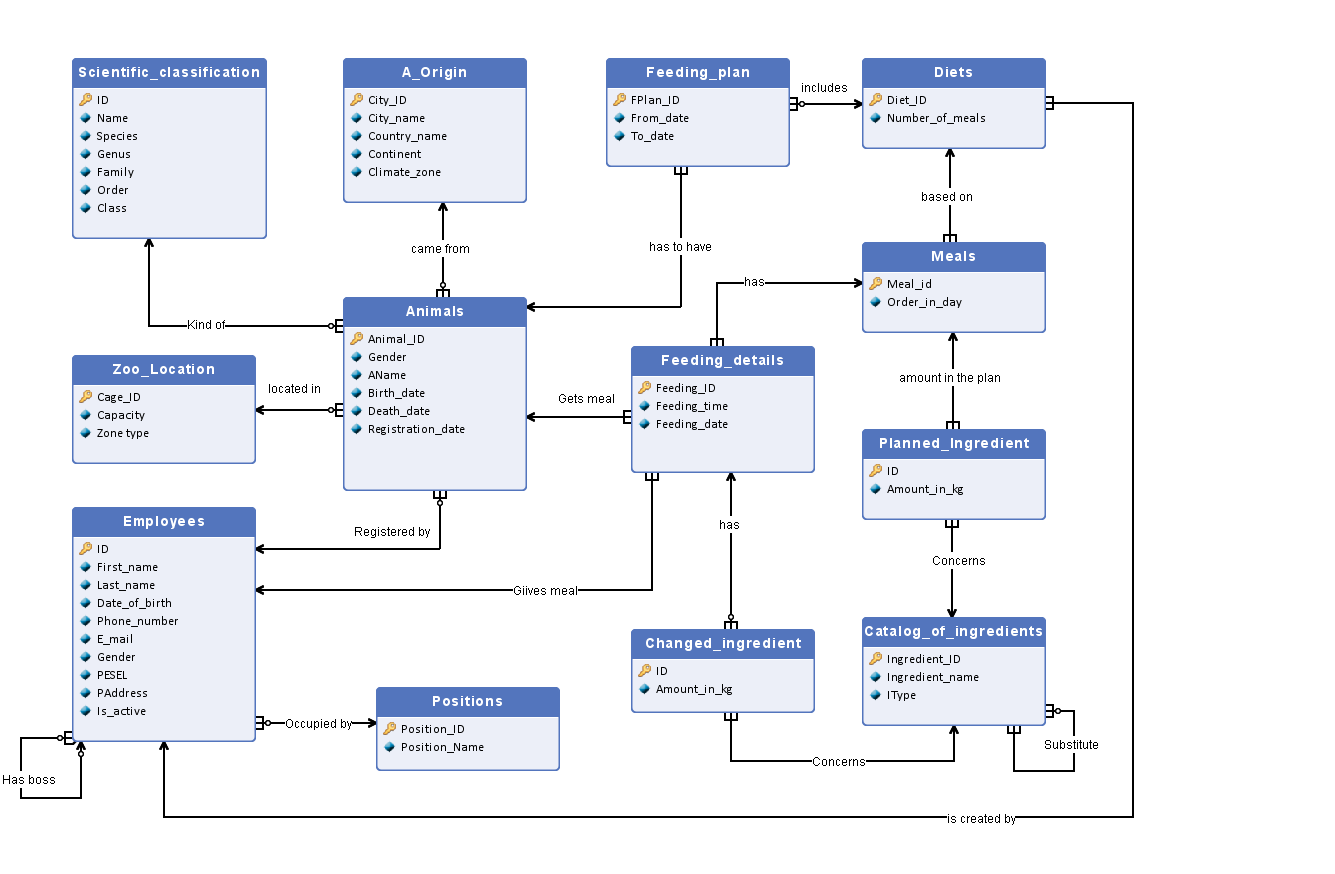 Scientific_classification
ID
Name
Species
Genus
Family
Order
Class
A_Origin
City_ID
City_name
Country_name
Continent
Climate_zone
Feeding_plan
FPlan_ID
From_date
To_date
includes
Diets
Diet_ID
Number_of_meals
came from
has to have
based on
Kind of
Animals
Animal_ID
Gender
AName
Birth_date
Death_date
Registration_date
has
Meals
Meal_id
Order_in_day
Zoo_Location
Cage_ID
Capacity
Zone type
located in
Gets meal
Feeding_details
Feeding_ID
Feeding_time
Feeding_date
amount in the plan
Planned_Ingredient
ID
Amount_in_kg
Registered by
has
Concerns
Employees
ID
First_name
Last_name
Date_of_birth
Phone_number
E_mail
Gender
PESEL
PAddress
Is_active
Giives meal
Changed_ingredient
ID
Amount_in_kg
Catalog_of_ingredients
Ingredient_ID
Ingredient_name
IType
Occupied by
Positions
Position_ID
Position_Name
Substitute
Concerns
Has boss
is created by